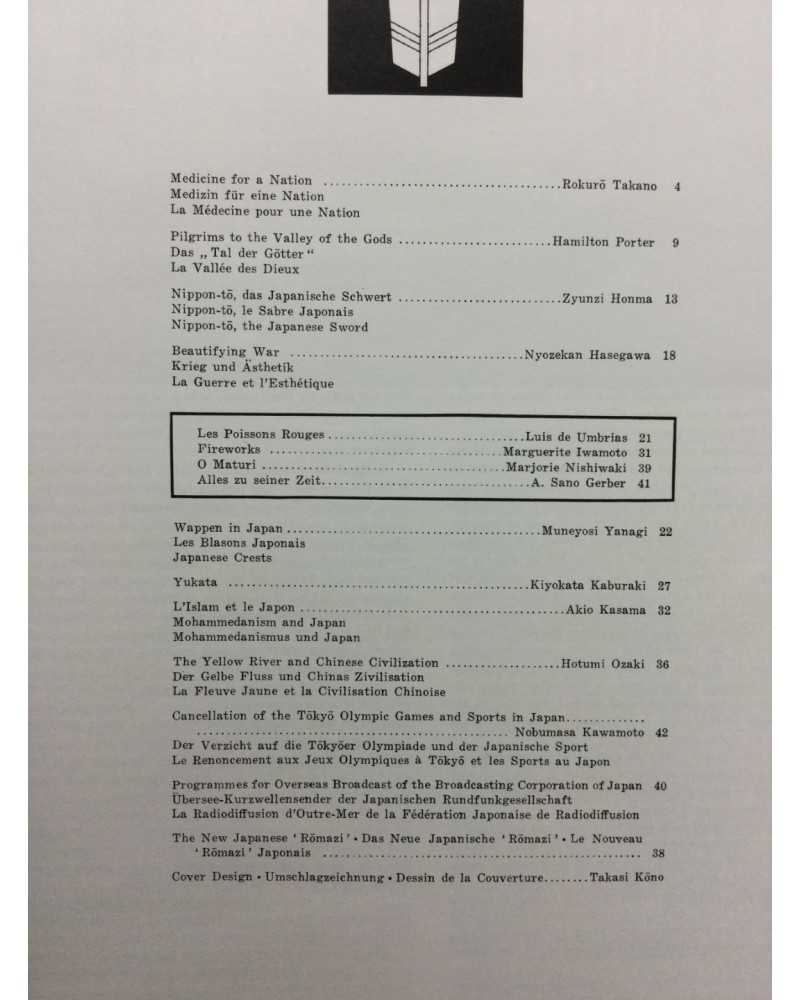 Medicine for a Nation ......................................Rokurō Takano 4
Medizin für eine Nation
La Médecine pour une Nation
Pilgrims to the Valley of the Gods ..........................Hamilton Porter 9
Das „Tal der Götter“
La Vallée des Dieux
Nippon-tō, das Japanische Schwert ............................Zyunzi Honma 13
Nippon-tō, le Sabre Japonais
Nippon-tō, the Japanese Sword
Beautifying War .......................................Nyozekan Hasegawa 18
Krieg und Ästhetik
La Guerre et l'Esthétique
Les Poissons Rouges.................................Luis de Umbrias 21
Fireworks .......................................Marguerite Iwamoto 31
O Maturi .........................................Marjorie Nishiwaki 39
Alles zu seiner Zeit...................................A. Sano Gerber 41
Wappen in Japan...........................................Muneyosi Yanagi 22
Les Blasons Japonais
Japanese Crests
Yukata ...................................................Kiyokata Kaburaki 27
L'Islam et le Japon.............................................Akio Kasama 32
Mohammedanism and Japan
Mohammedanismus und Japan
The Yellow River and Chinese Civilization ...................Hotumi Ozaki 36
Der Gelbe Fluss und Chinas Zivilisation
La Fleuve Jaune et la Civilisation Chinoise
Cancellation of the Tōkyō Olympic Games and Sports in Japan..............
.................................................... Nobumasa Kawamoto 42
Der Verzicht auf die Tōkyōer Olympiade und der Japanische Sport
Le Renoncement aux Jeux Olympiques à Tōkyō et les Sports au Japon
Programmes for Overseas Broadcast of the Broadcasting Corporation of Japan 40
Übersee-Kurzwellensender der Japanischen Rundfunkgesellschaft
La Radiodiffusion d'Outre-Mer de la Fédération Japonaise de Radiodiffusion
The New Japanese ‘Rōmazi’ • Das Neue Japanische ‘Rōmazi’ • Le Nouveau
‘Rōmazi’ Japonais ..................................................... 38
Cover Design • Umschlagzeichnung • Dessin de la Couverture........Takasi Kōno